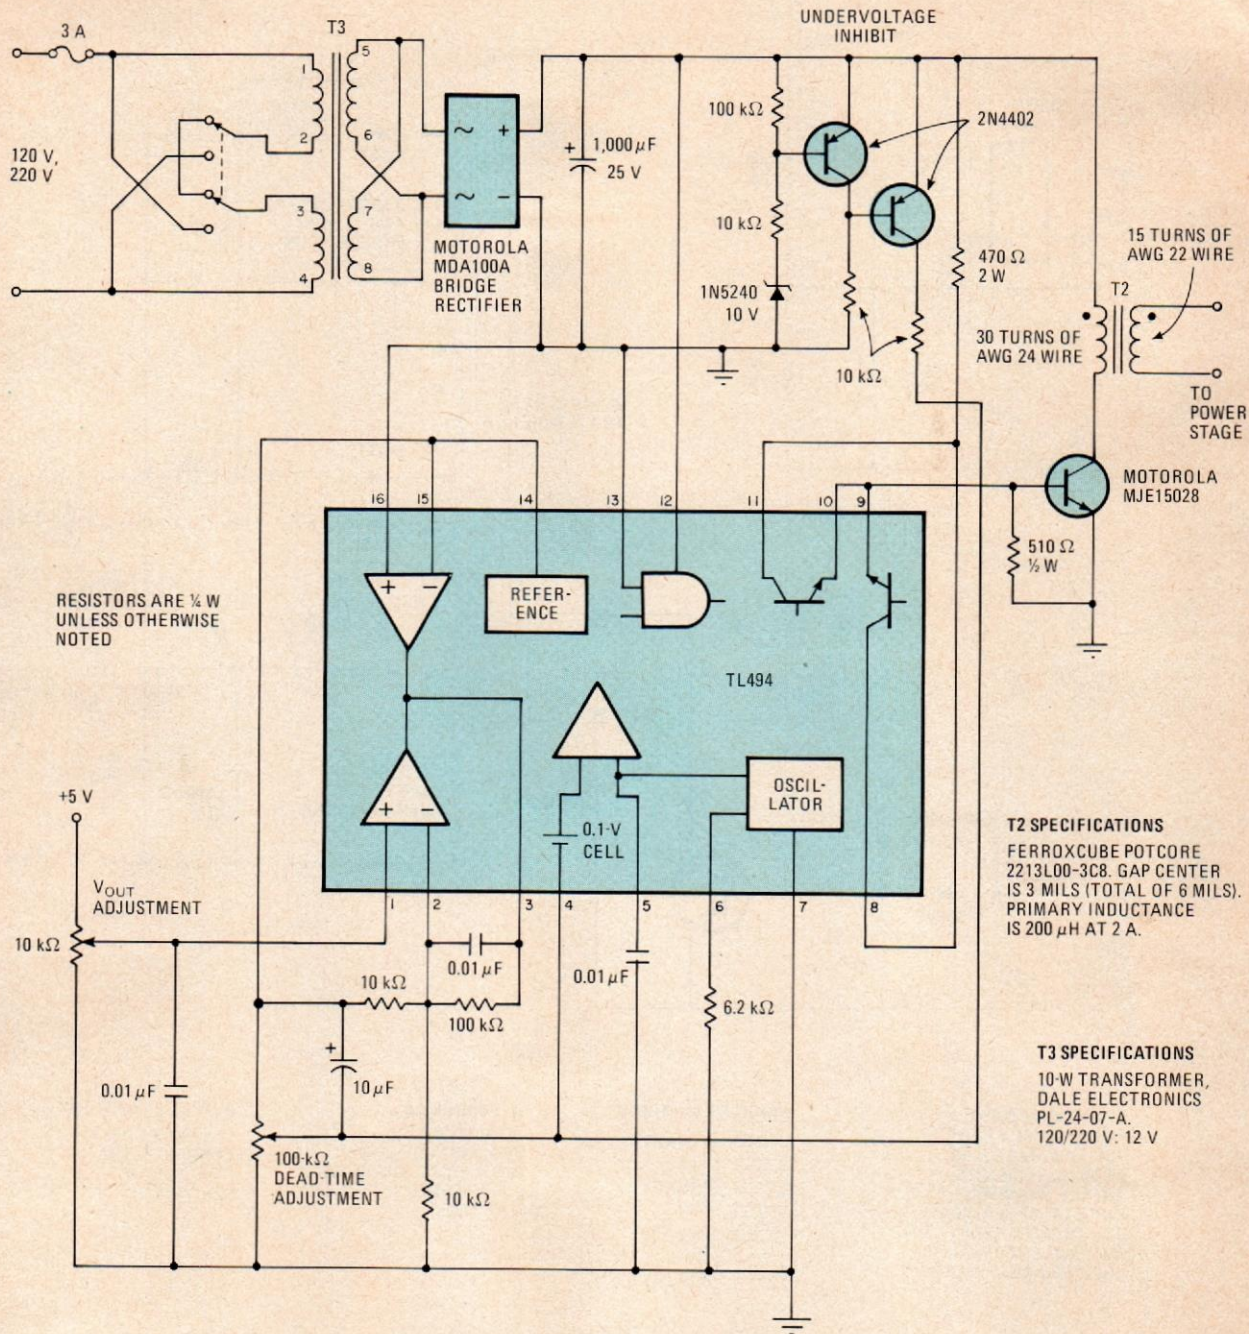 3 A
T3
UNDERVOLTAGE
INHIBIT
5
1
100 kΩ
2N4402
~
+
+
1,000 µF
25 V
2
6
120 V,
220 V
~
−
3
7
10 kΩ
15 TURNS OF
AWG 22 WIRE
MOTOROLA
MDA100A
BRIDGE
RECTIFIER
470 Ω
2 W
4
8
1N5240
10 V
T2
30 TURNS OF
AWG 24 WIRE
10 kΩ
TO
POWER
STAGE
MOTOROLA
MJE15028
16
15
14
13
12
11
10
9
510 Ω
½ W
+
−
REFER-
ENCE
RESISTORS ARE ¼ W
UNLESS OTHERWISE
NOTED
TL494
+5 V
OSCIL-
LATOR
+
−
0.1-V
CELL
T2 SPECIFICATIONS
FERROXCUBE POTCORE
2213L00-3C8. GAP CENTER
IS 3 MILS (TOTAL OF 6 MILS).
PRIMARY INDUCTANCE
IS 200 µH AT 2 A.
VOUT
ADJUSTMENT
1
2
3
4
5
6
7
8
10 kΩ
0.01 µF
0.01 µF
10 kΩ
100 kΩ
6.2 kΩ
+
10 µF
0.01 µF
T3 SPECIFICATIONS
10-W TRANSFORMER,
DALE ELECTRONICS
PL-24-07-A.
120/220 V: 12 V
100-kΩ
DEAD-TIME
ADJUSTMENT
10 kΩ